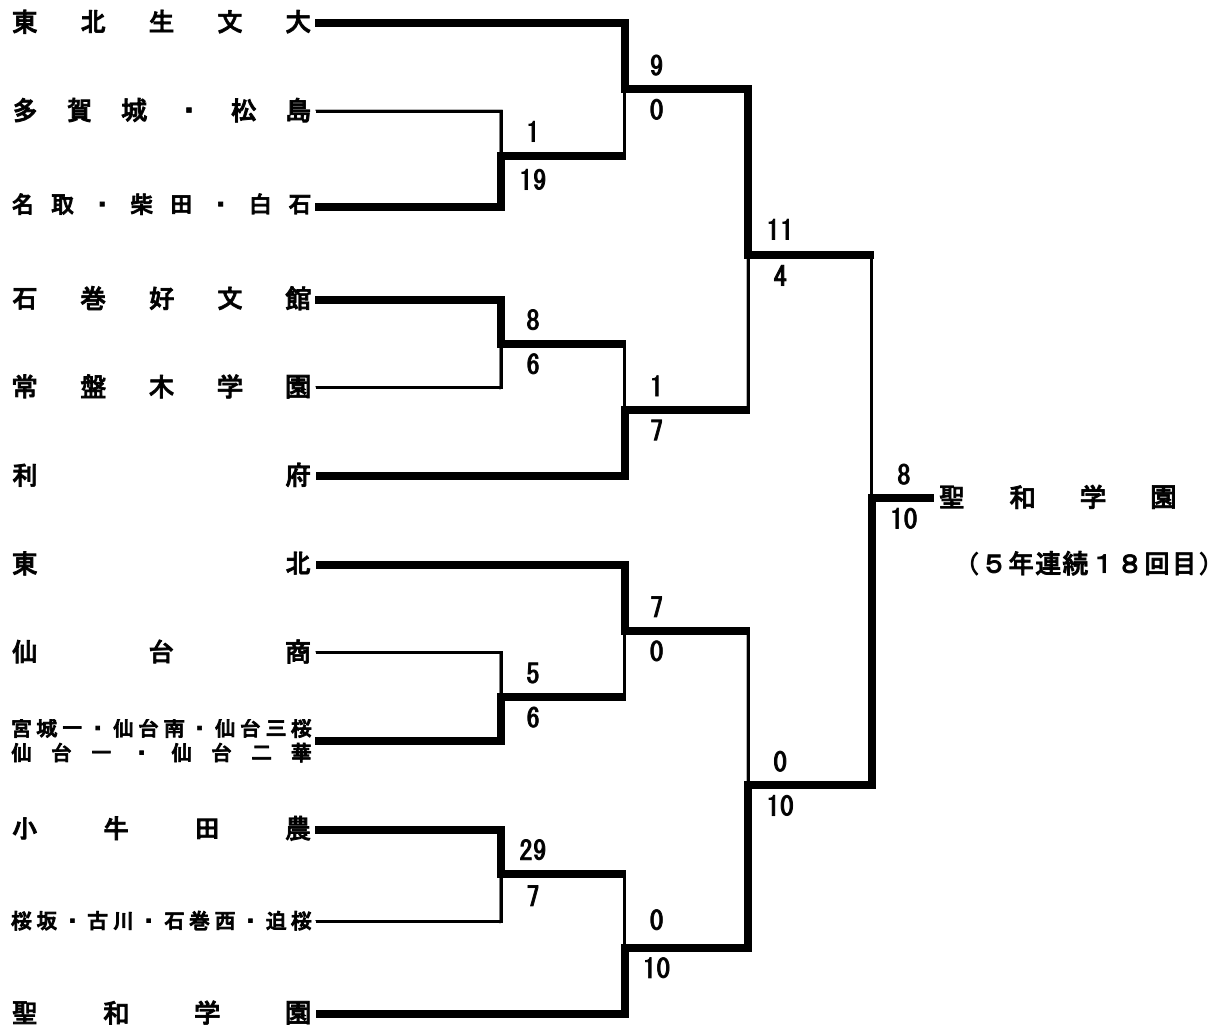 東北生文大
9
0
多賀城・松島
1
19
名取・柴田・白石
11
4
石巻好文館
8
6
常盤木学園
1
7
利府
8
10
聖和学園
（５年連続１８回目）
東北
7
0
仙台商
5
6
宮城一・仙台南・仙台三桜
仙台一・仙台二華
0
10
小牛田農
29
7
桜坂・古川・石巻西・迫桜
0
10
聖和学園